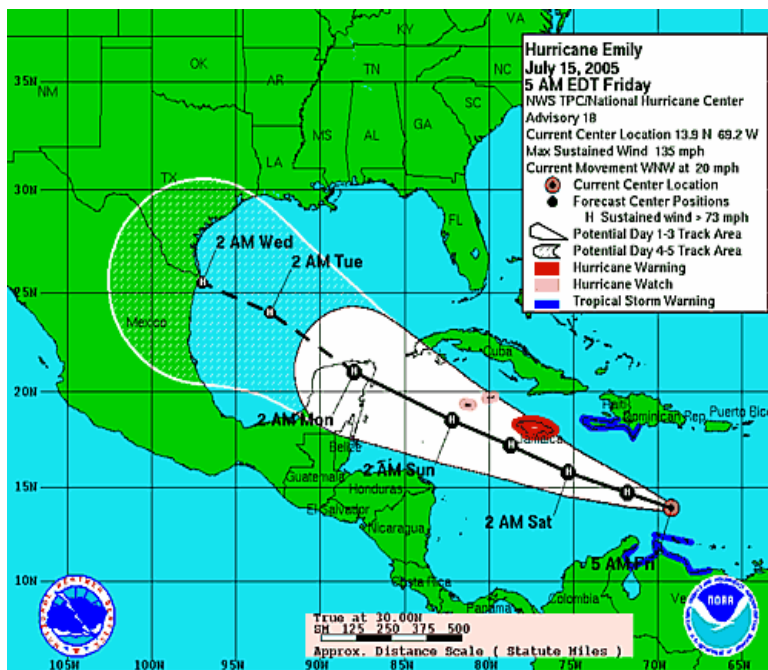 Hurricane Emily
July 15, 2005
5 AM EDT Friday
NWS TPC/National Hurricane Center
Advisory 18
Current Center Location 13.9 N 69.2 W
Max Sustained Wind 135 mph
Current Movement WNW at 20 mph
Current Center Location
Forecast Center Positions
H Sustained wind > 73 mph
Potential Day 1-3 Track Area
Potential Day 4-5 Track Area
Hurricane Warning
Hurricane Watch
Tropical Storm Warning
KY
VA
NM
OK
AR
TN
NC
SC
MS
AL
GA
TX
LA
FL
35N
30N
25N
20N
15N
10N
2 AM Wed
2 AM Tue
2 AM Mon
2 AM Sun
2 AM Sat
5 AM Fri
H
H
H
H
H
H
H
Mexico
Cuba
Haiti
Dominican Rep.
Puerto Rico
Jamaica
Belize
Guatemala
Honduras
El Salvador
Nicaragua
Costa Rica
Panama
Colombia
Ve
NOAA
True at 30.00N
SM 125 250 375 500
Approx. Distance Scale ( Statute Miles )
105W 100W 95W 90W 85W 80W 75W 70W 65W